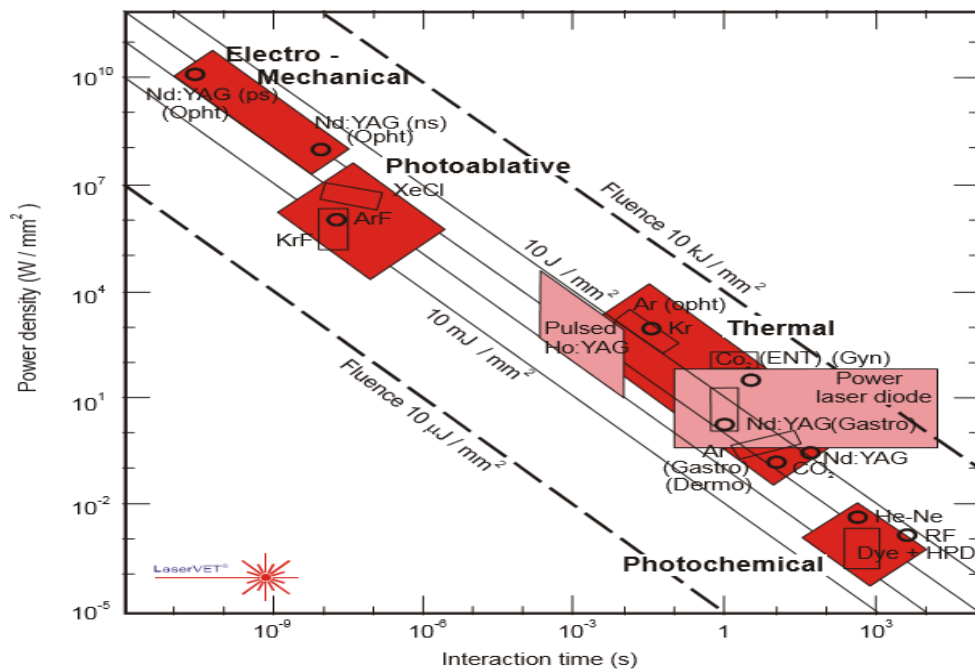 Electro -
Mechanical
10¹⁰
Nd:YAG (ps)
(Opht)
Nd:YAG (ns)
(Opht)
Photoablative
10⁷
XeCl
ArF
KrF
Fluence 10 kJ / mm²
10 J / mm²
10 mJ / mm²
Fluence 10 µJ / mm²
Power density (W / mm²)
10⁴
Ar (opht)
Kr
Pulsed
Ho:YAG
Thermal
Co₂ (ENT) (Gyn)
Power
laser diode
10¹
Nd:YAG(Gastro)
Ar
(Gastro)
(Dermo)
Nd:YAG
CO₂
10⁻²
He-Ne
RF
Dye + HPD
Photochemical
LaserVET©
10⁻⁵
10⁻⁹
10⁻⁶
10⁻³
1
10³
Interaction time (s)